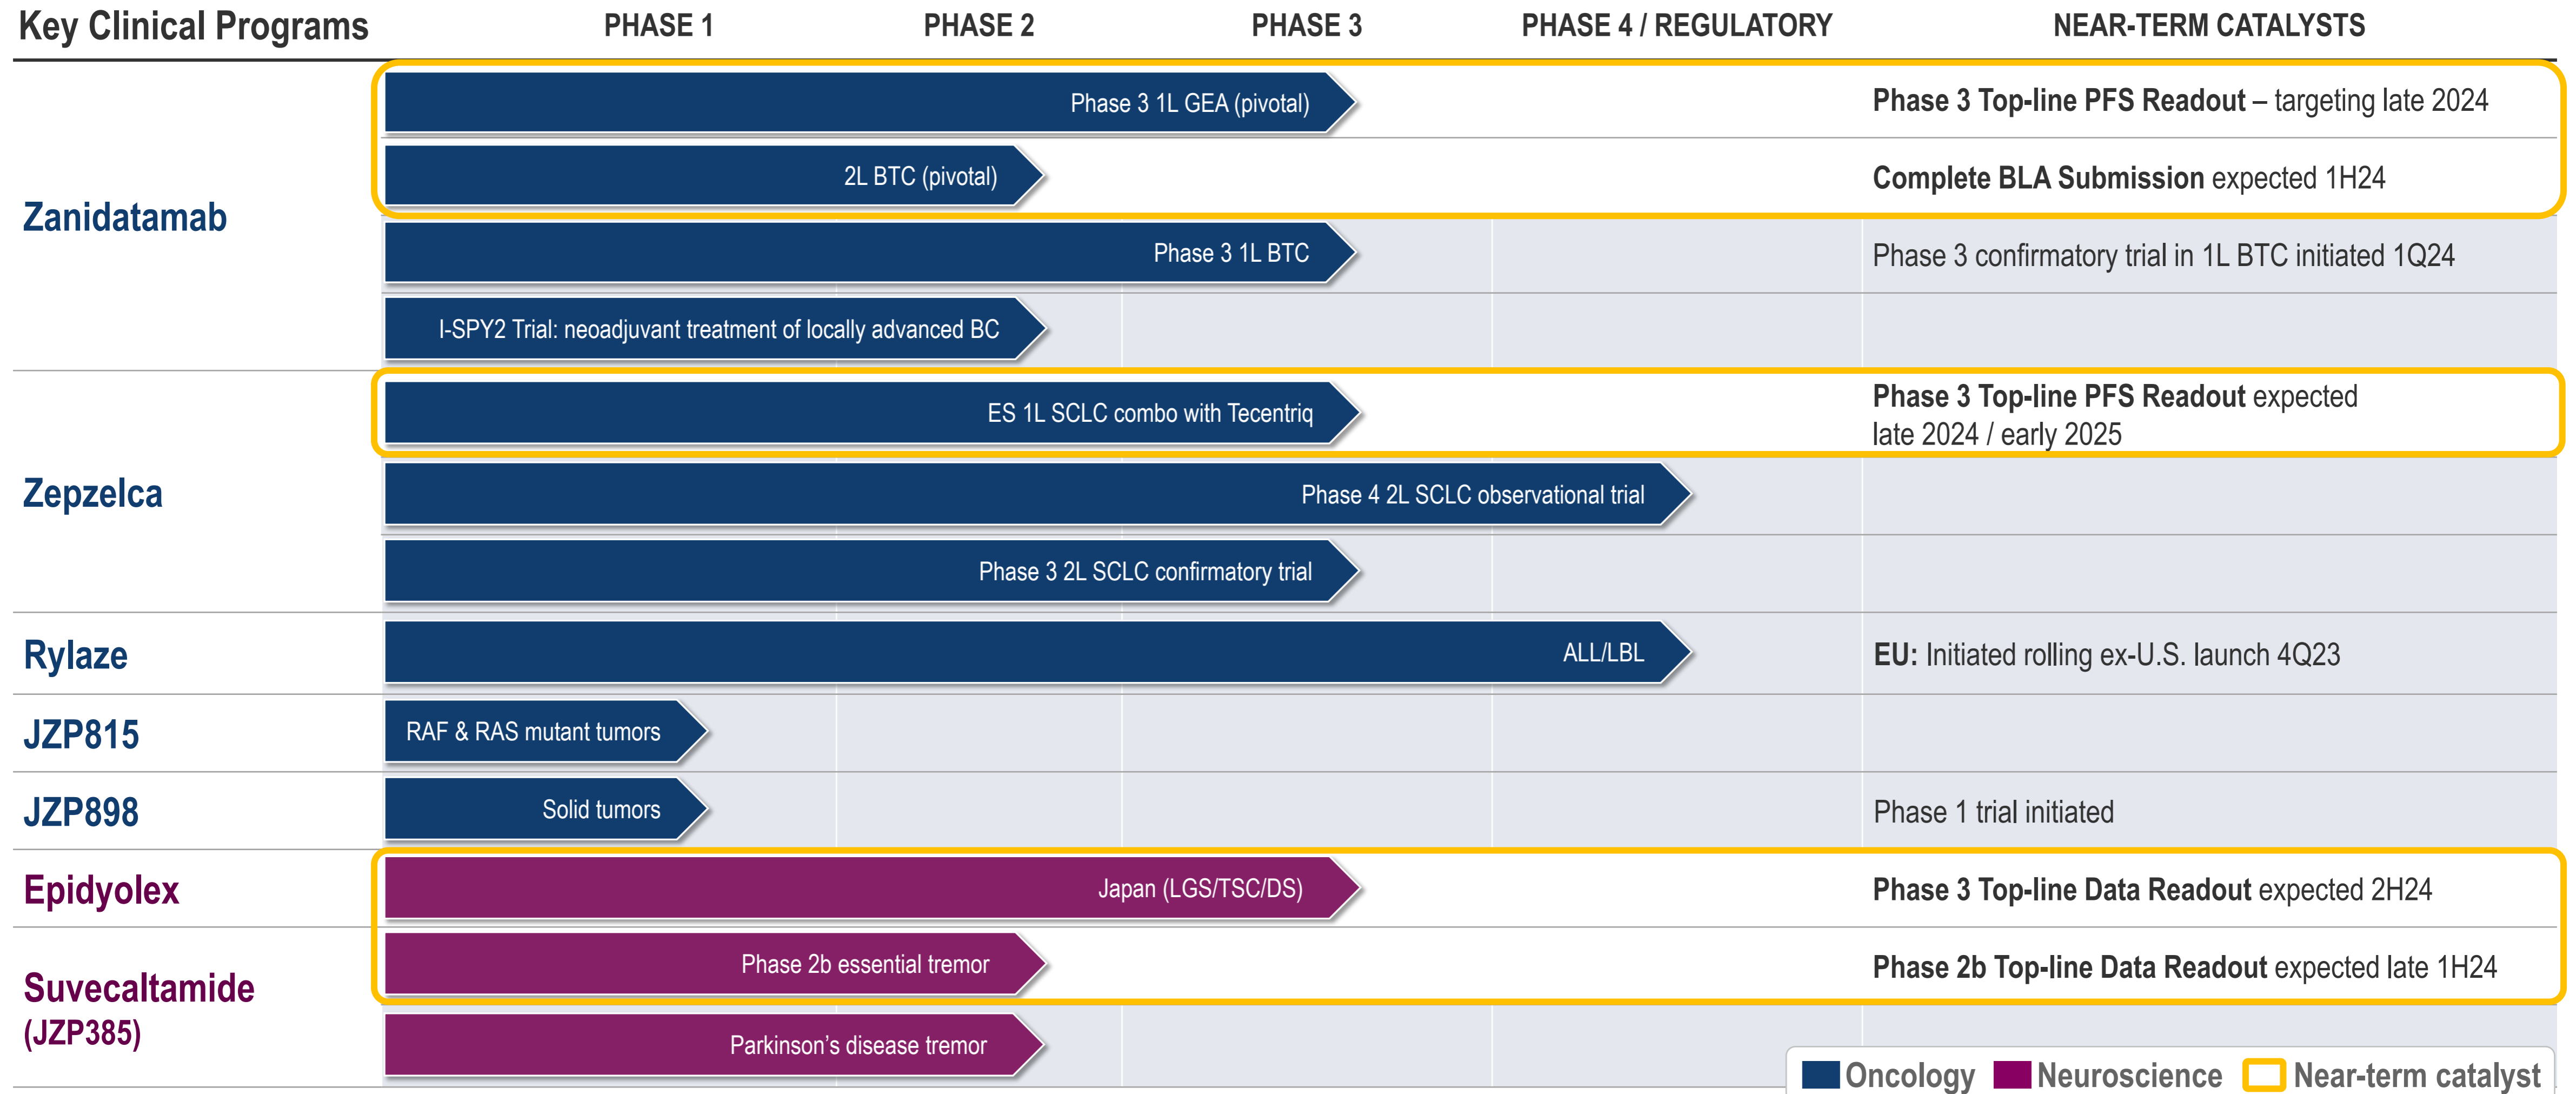 Key Clinical Programs PHASE 1 PHASE 2 PHASE 3 PHASE 4 / REGULATORY NEAR-TERM CATALYSTS
Zanidatamab
Phase 3 1L GEA (pivotal) Phase 3 Top-line PFS Readout – targeting late 2024
2L BTC (pivotal) Complete BLA Submission expected 1H24
Phase 3 1L BTC Phase 3 confirmatory trial in 1L BTC initiated 1Q24
I-SPY2 Trial: neoadjuvant treatment of locally advanced BC
Zepzelca
ES 1L SCLC combo with Tecentriq Phase 3 Top-line PFS Readout expected
late 2024 / early 2025
Phase 4 2L SCLC observational trial
Phase 3 2L SCLC confirmatory trial
Rylaze ALL/LBL EU: Initiated rolling ex-U.S. launch 4Q23
JZP815 RAF & RAS mutant tumors
JZP898 Solid tumors Phase 1 trial initiated
Epidyolex Japan (LGS/TSC/DS) Phase 3 Top-line Data Readout expected 2H24
Suvecaltamide
(JZP385)
Phase 2b essential tremor Phase 2b Top-line Data Readout expected late 1H24
Parkinson's disease tremor
Oncology Neuroscience Near-term catalyst